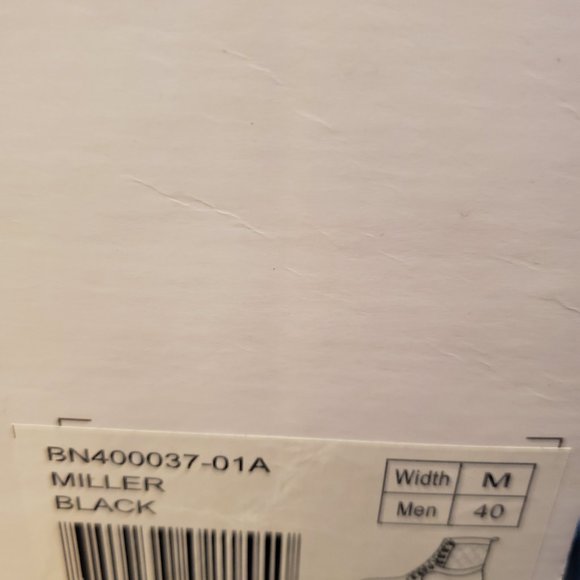 BN400037-01A
MILLER
BLACK
Width M
Men 40